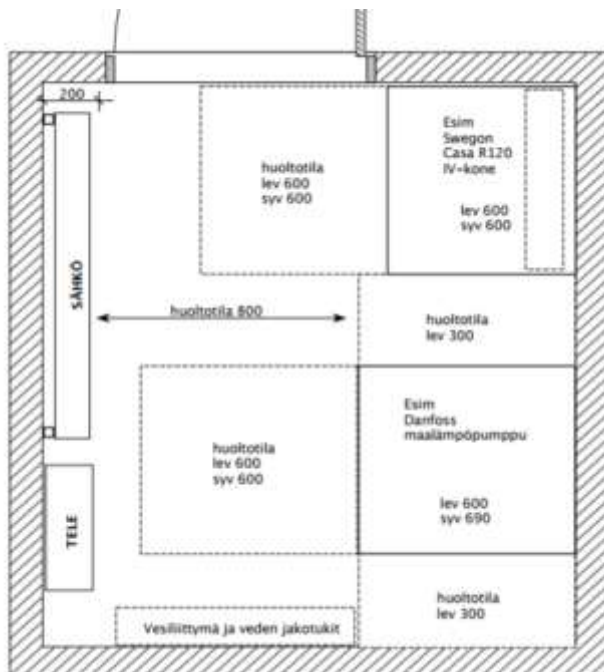 200
Esim
Swegon
Casa R120
IV-kone
lev 600
syv 600
huoltotila
lev 600
syv 600
SÄHKÖ
huoltotila 800
huoltotila
lev 300
Esim
Danfoss
maalämpöpumppu
lev 600
syv 690
huoltotila
lev 600
syv 600
TELE
huoltotila
lev 300
Vesiliittymä ja veden jakotukit